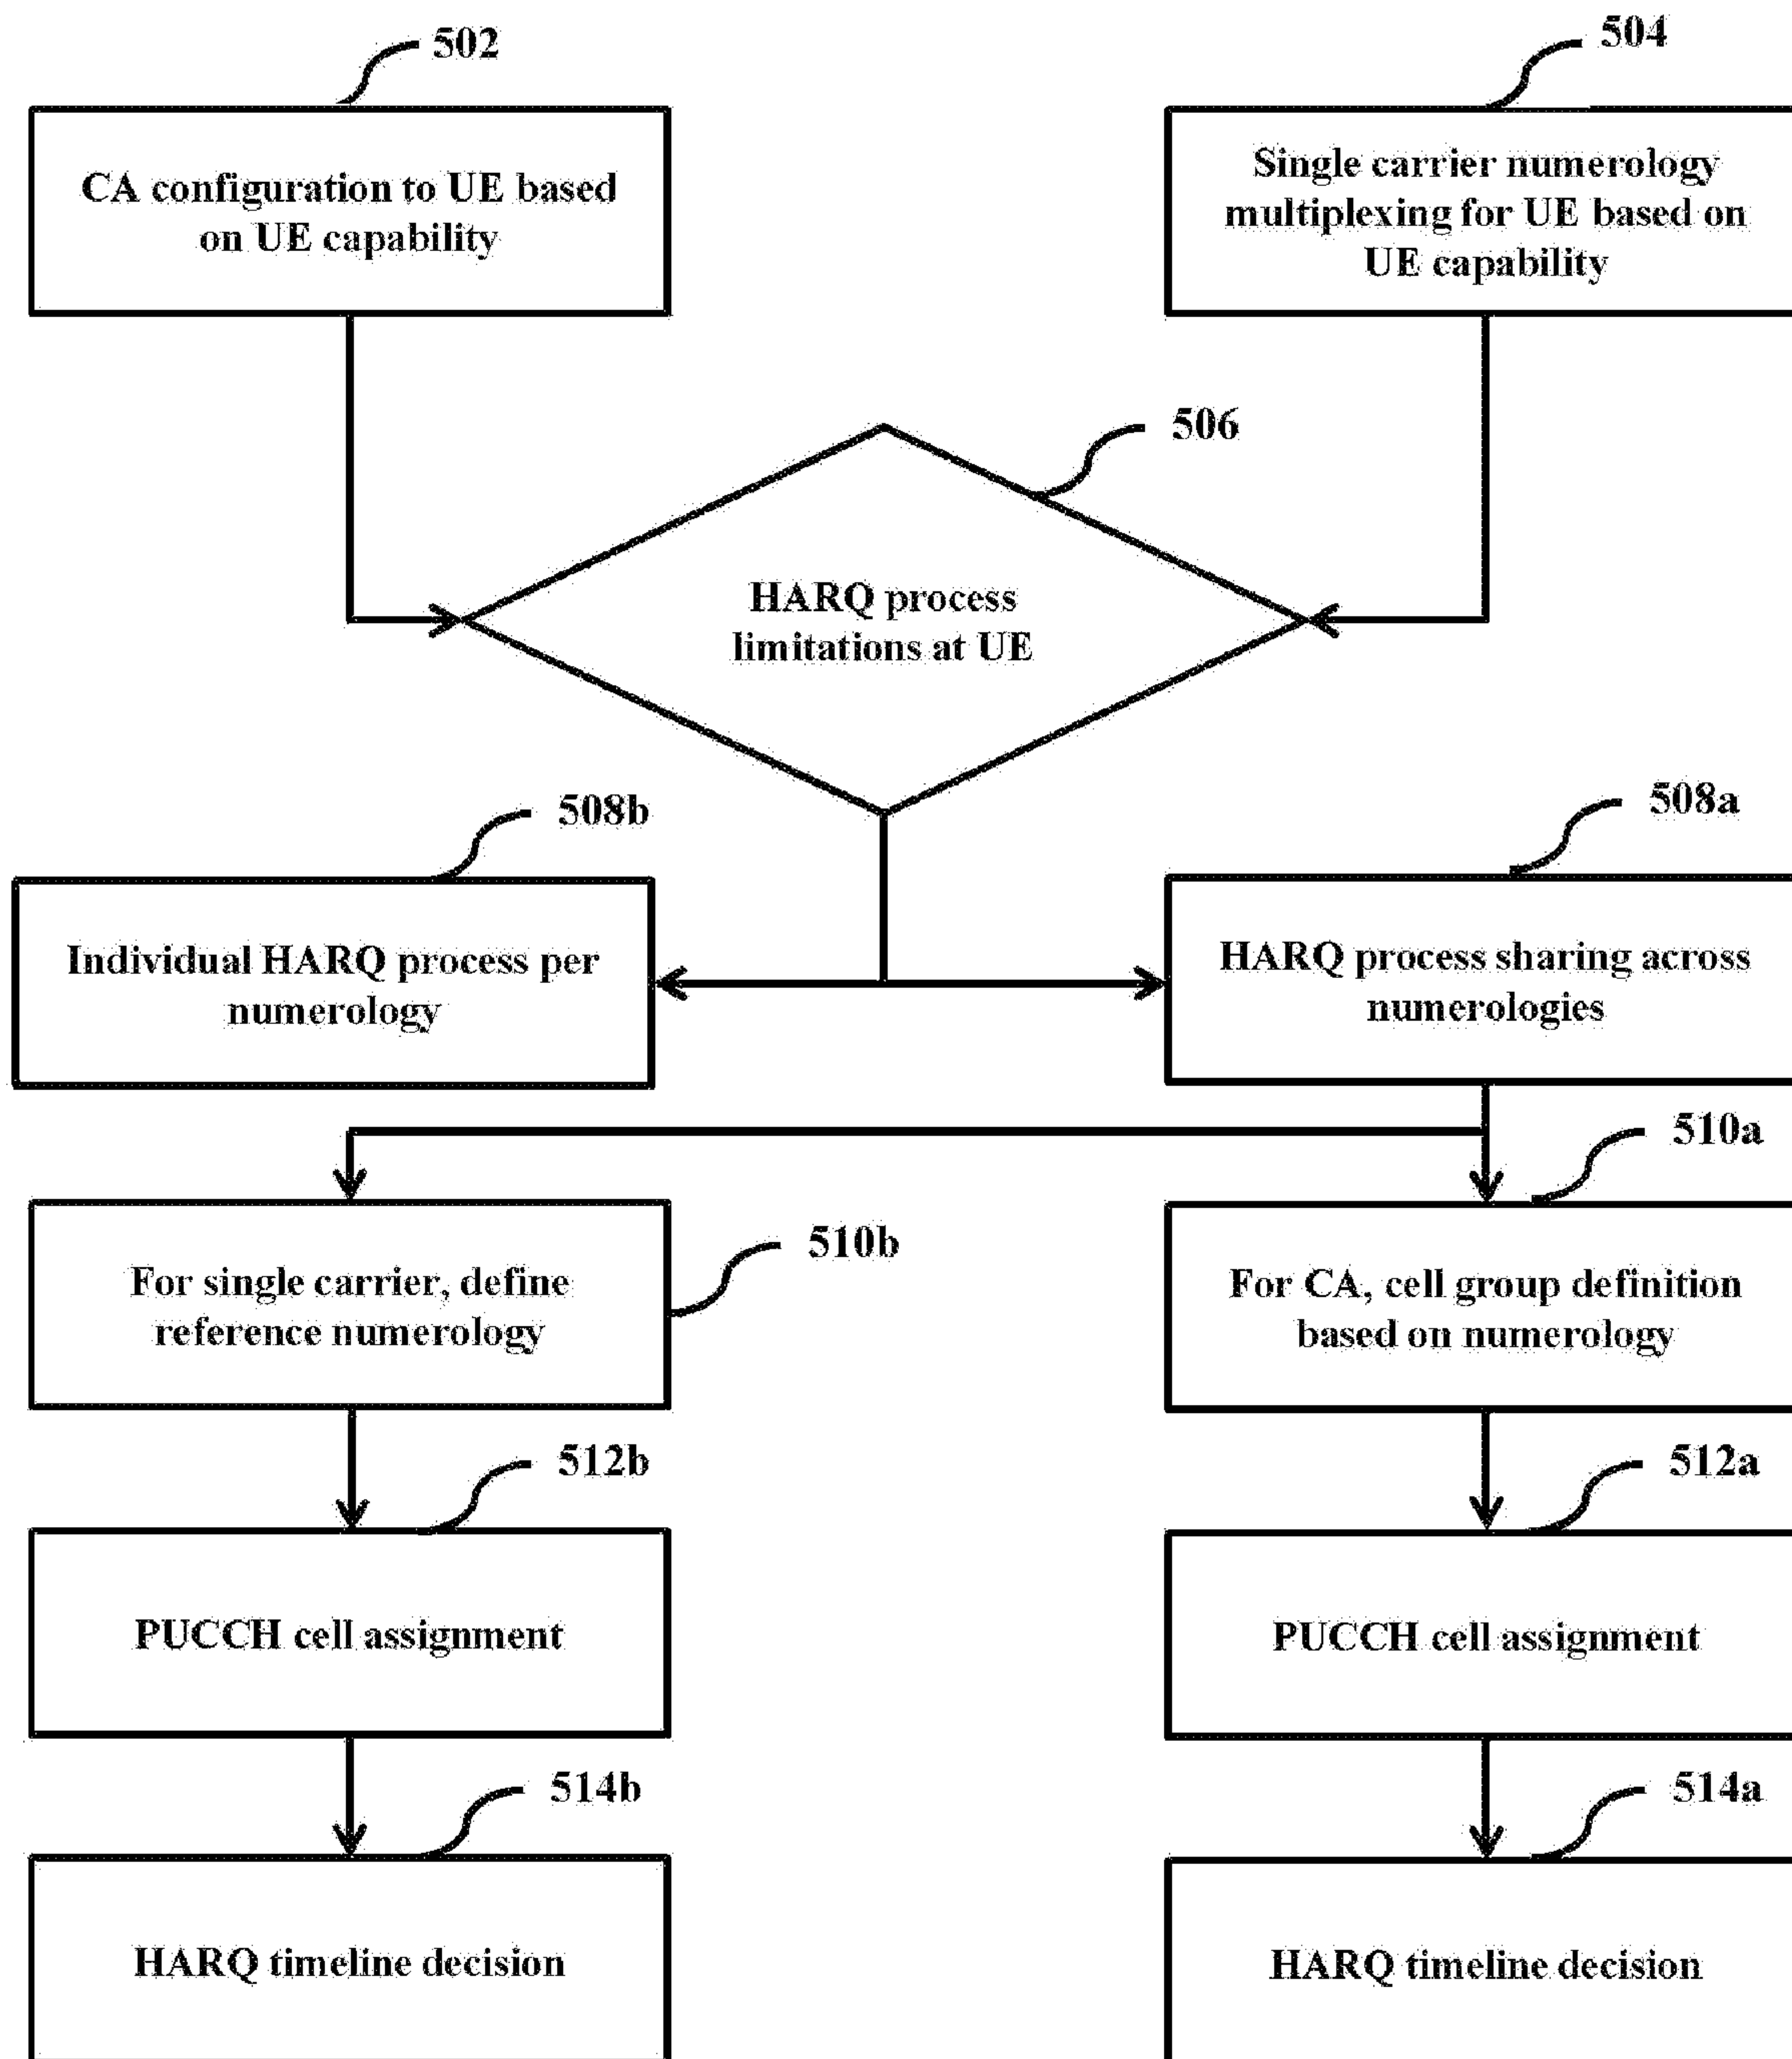 502
504
CA configuration to UE based
on UE capability
Single carrier numerology
multiplexing for UE based on
UE capability
506
HARQ process
limitations at UE
508b
508a
Individual HARQ process per
numerology
HARQ process sharing across
numerologies
510a
510b
For single carrier, define
reference numerology
For CA, cell group definition
based on numerology
512b
512a
PUCCH cell assignment
PUCCH cell assignment
514b
514a
HARQ timeline decision
HARQ timeline decision